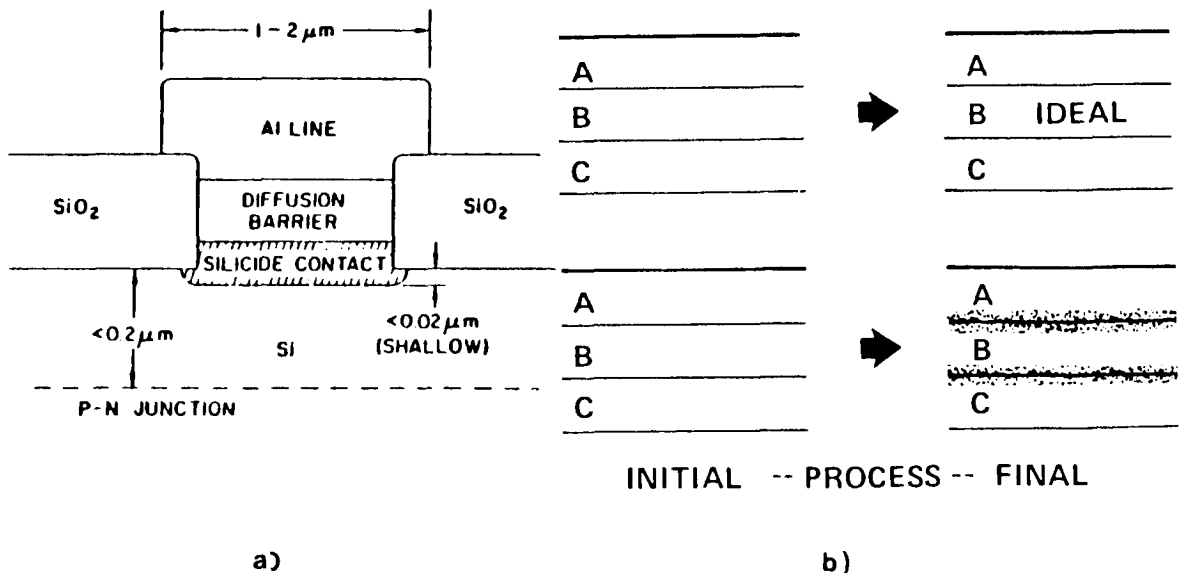 1-2 μm
Al LINE
SiO2
DIFFUSION
BARRIER
SiO2
SILICIDE CONTACT
<0.2 μm
<0.02 μm
(SHALLOW)
Si
P-N JUNCTION
a)
A
B
C
A
B IDEAL
C
A
B
C
A
B
C
INITIAL -- PROCESS -- FINAL
b)